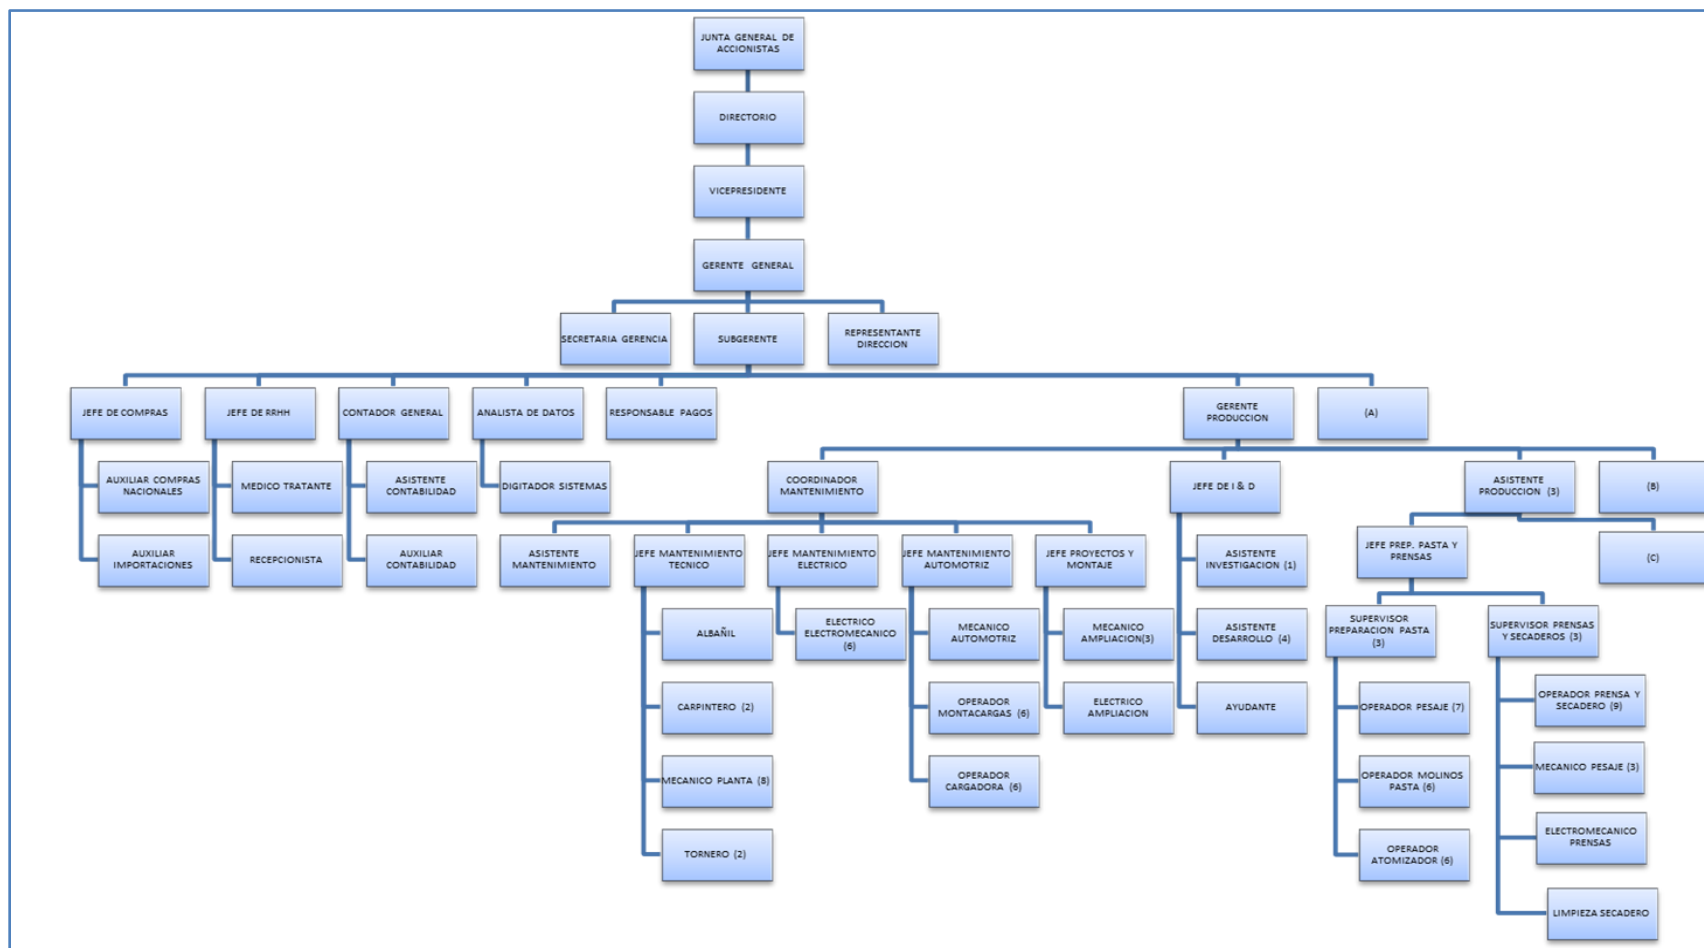 JUNTA GENERAL DE
ACCIONISTAS
DIRECTORIO
VICEPRESIDENTE
GERENTE GENERAL
SECRETARIA GERENCIA
SUBGERENTE
REPRESENTANTE
DIRECCION
JEFE DE COMPRAS
JEFE DE RRHH
CONTADOR GENERAL
ANALISTA DE DATOS
RESPONSABLE PAGOS
GERENTE
PRODUCCION
(A)
AUXILIAR COMPRAS
NACIONALES
MEDICO TRATANTE
ASISTENTE
CONTABILIDAD
DIGITADOR SISTEMAS
COORDINADOR
MANTENIMIENTO
JEFE DE I & D
ASISTENTE
PRODUCCION (3)
(B)
AUXILIAR
IMPORTACIONES
RECEPCIONISTA
AUXILIAR
CONTABILIDAD
ASISTENTE
MANTENIMIENTO
JEFE MANTENIMIENTO
TECNICO
JEFE MANTENIMIENTO
ELECTRICO
JEFE MANTENIMIENTO
AUTOMOTRIZ
JEFE PROYECTOS Y
MONTAJE
ASISTENTE
INVESTIGACION (1)
JEFE PREP. PASTA Y
PRENSAS
(C)
ALBAÑIL
ELECTRICO
ELECTROMECANICO
(6)
MECANICO
AUTOMOTRIZ
MECANICO
AMPLIACION(3)
ASISTENTE
DESARROLLO (4)
SUPERVISOR
PREPARACION PASTA
(3)
SUPERVISOR PRENSAS
Y SECADEROS (3)
CARPINTERO (2)
OPERADOR
MONTACARGAS (6)
ELECTRICO
AMPLIACION
AYUDANTE
OPERADOR PESAJE (7)
OPERADOR PRENSA Y
SECADERO (9)
MECANICO PLANTA (8)
OPERADOR
CARGADORA (6)
OPERADOR MOLINOS
PASTA (6)
MECANICO PESAJE (3)
TORNERO (2)
OPERADOR
ATOMIZADOR (6)
ELECTROMECANICO
PRENSAS
LIMPIEZA SECADERO